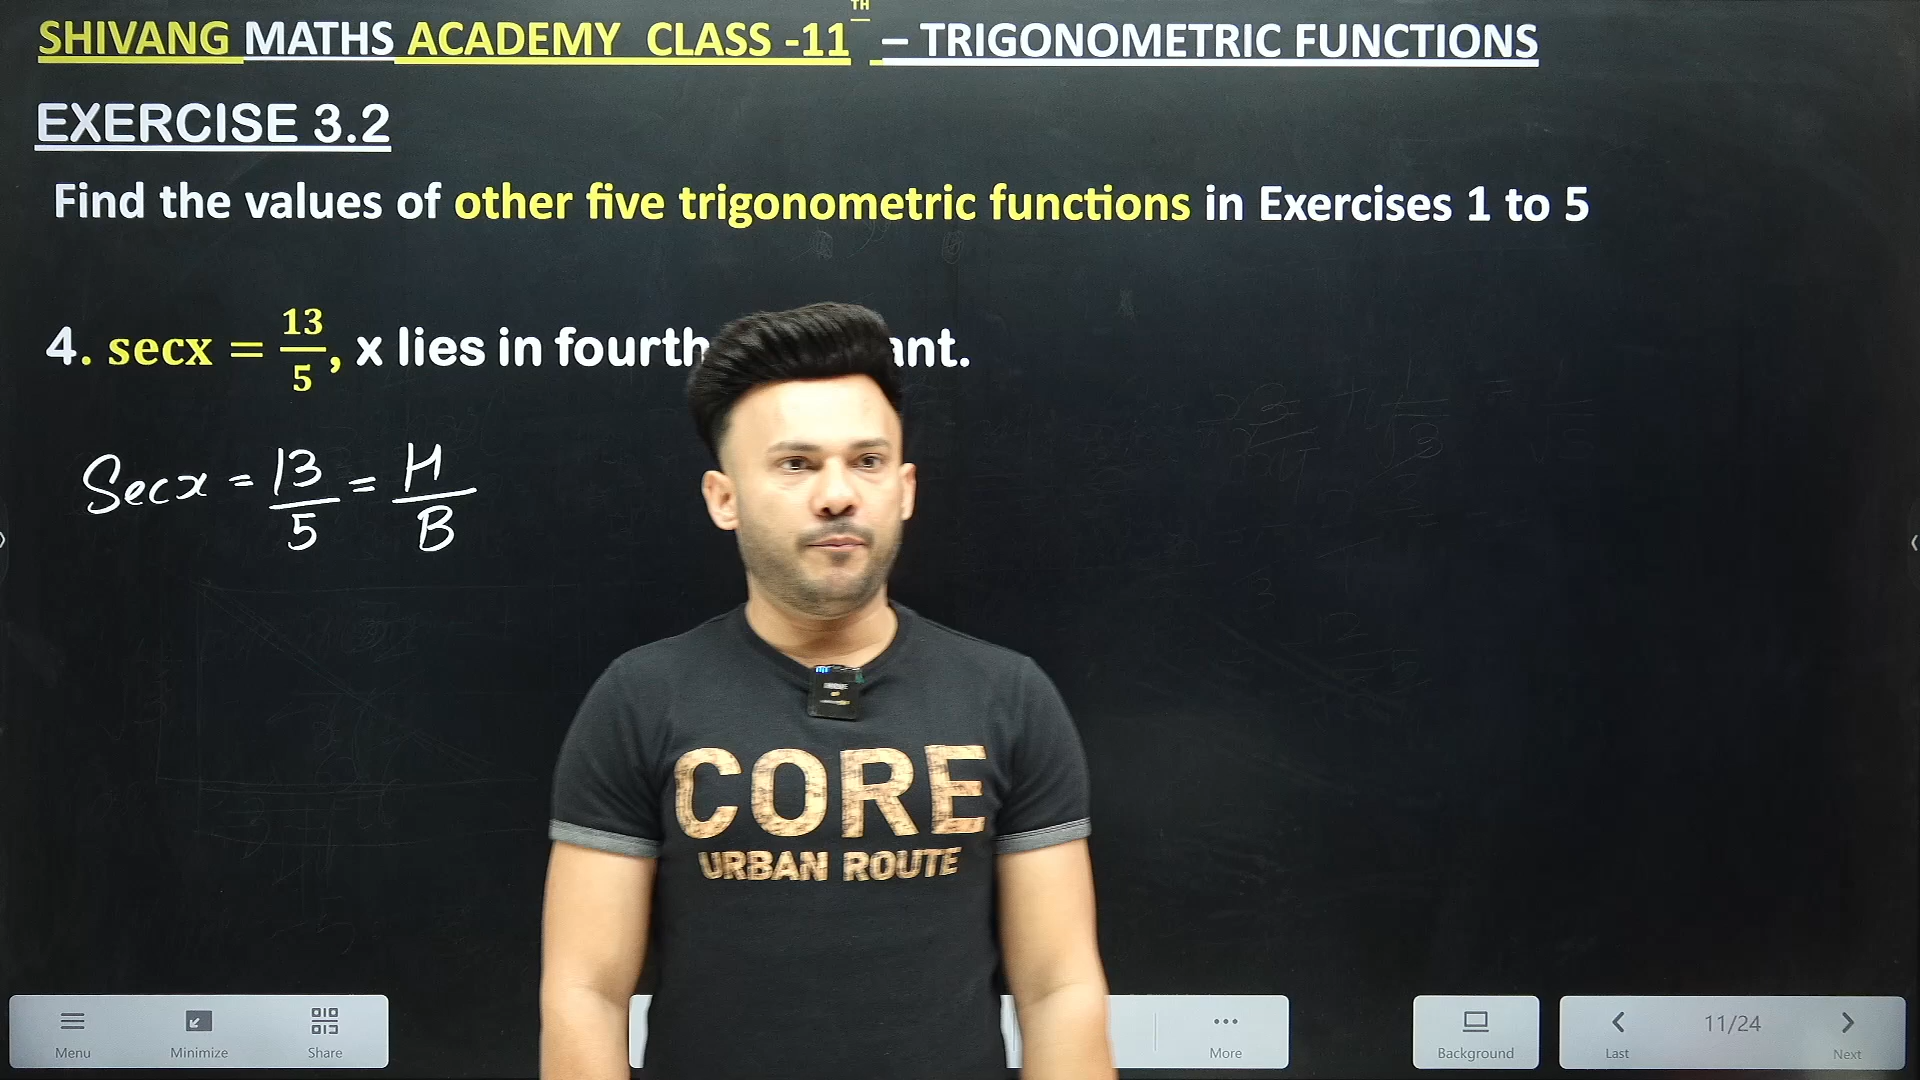 SHIVANG MATHS ACADEMY CLASS -11TH – TRIGONOMETRIC FUNCTIONS
EXERCISE 3.2
Find the values of other five trigonometric functions in Exercises 1 to 5
4. secx = 13/5, x lies in fourth ant.
Secx = 13/5 = H/B
CORE
URBAN ROUTE
Menu Minimize Share More Background Last 11/24 Next